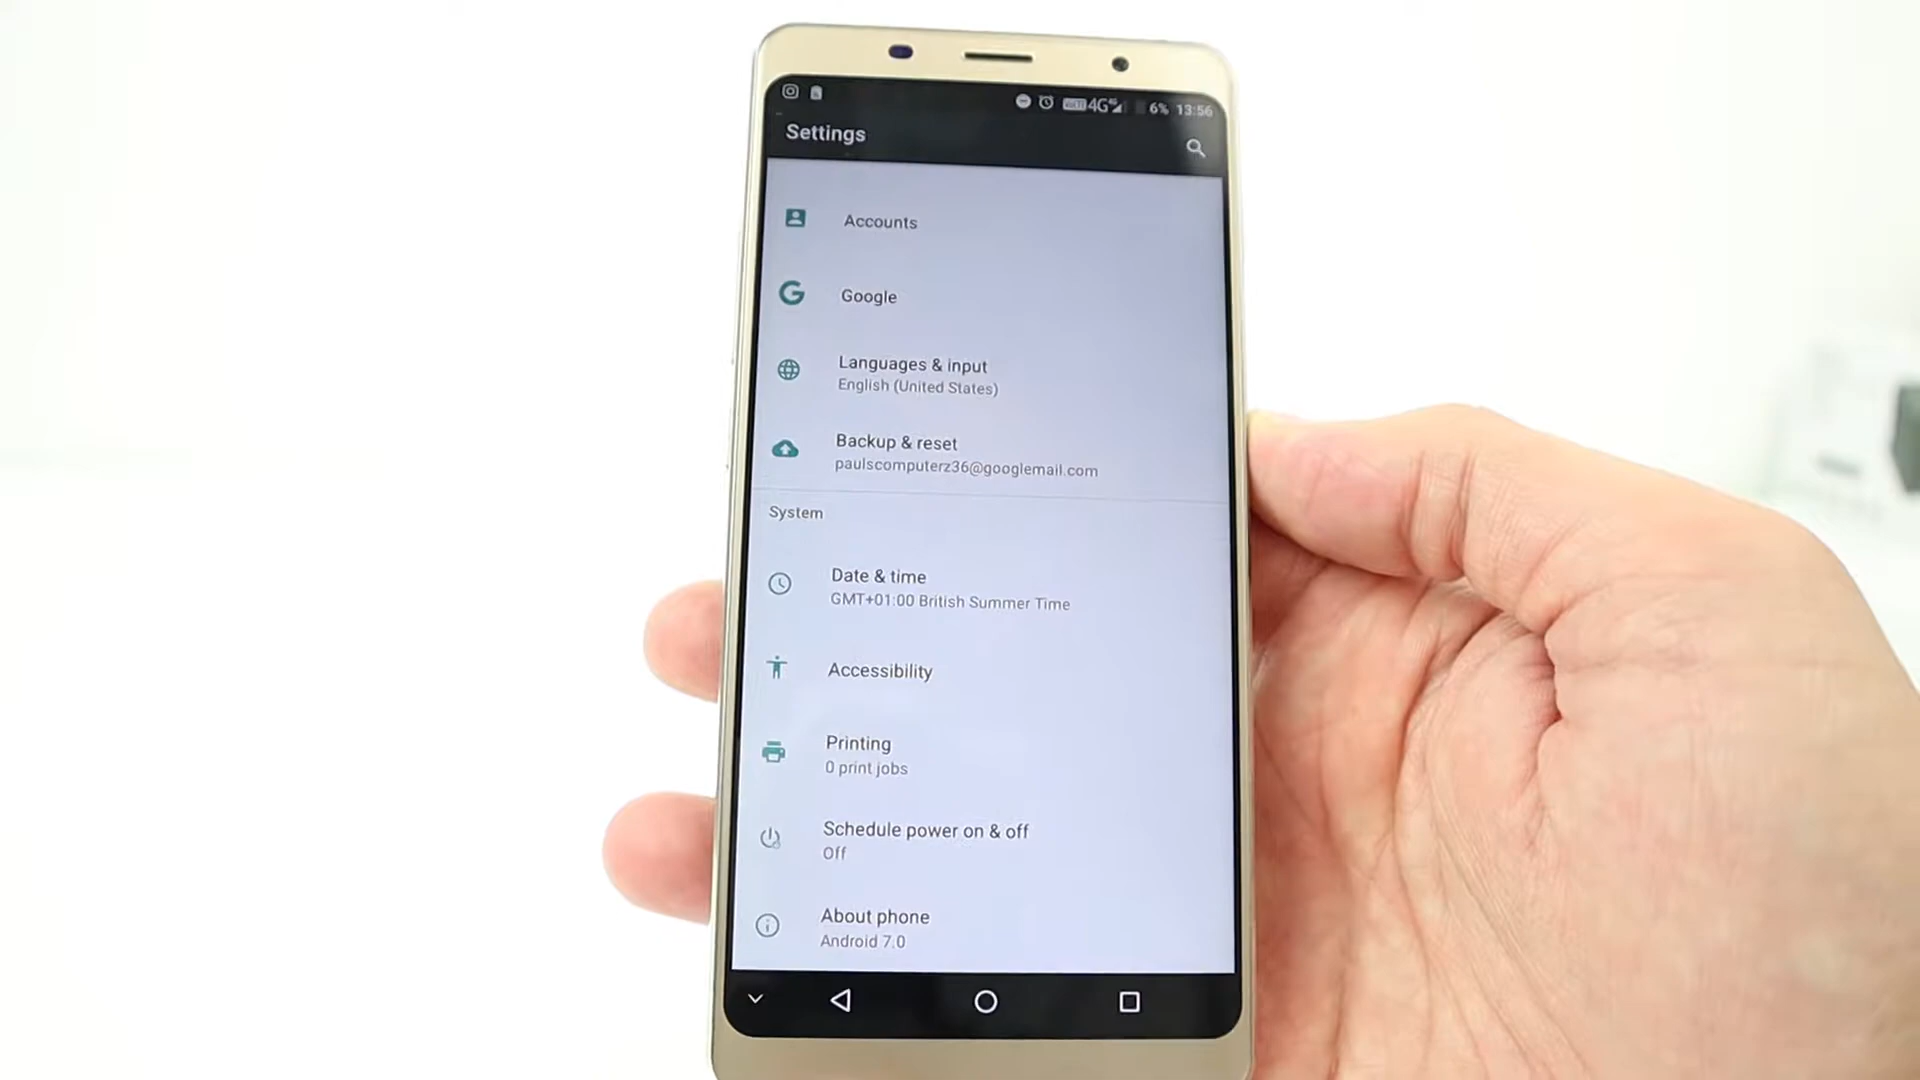 4G 6% 13:56
Settings
Accounts
Google
Languages & input
English (United States)
Backup & reset
paulscomputerz36@googlemail.com
System
Date & time
GMT+01:00 British Summer Time
Accessibility
Printing
0 print jobs
Schedule power on & off
Off
About phone
Android 7.0